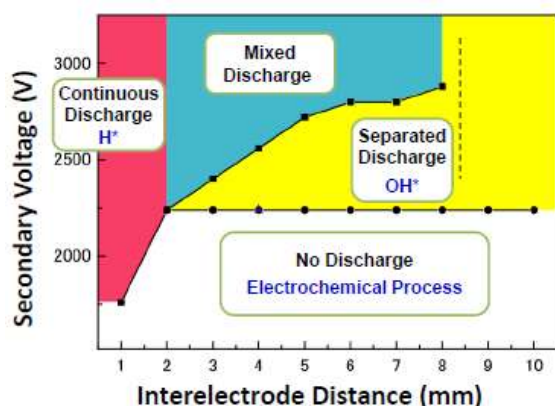 Secondary Voltage (V)
3000
2500
2000
Continuous
Discharge
H*
Mixed
Discharge
Separated
Discharge
OH*
No Discharge
Electrochemical Process
1 2 3 4 5 6 7 8 9 10
Interelectrode Distance (mm)